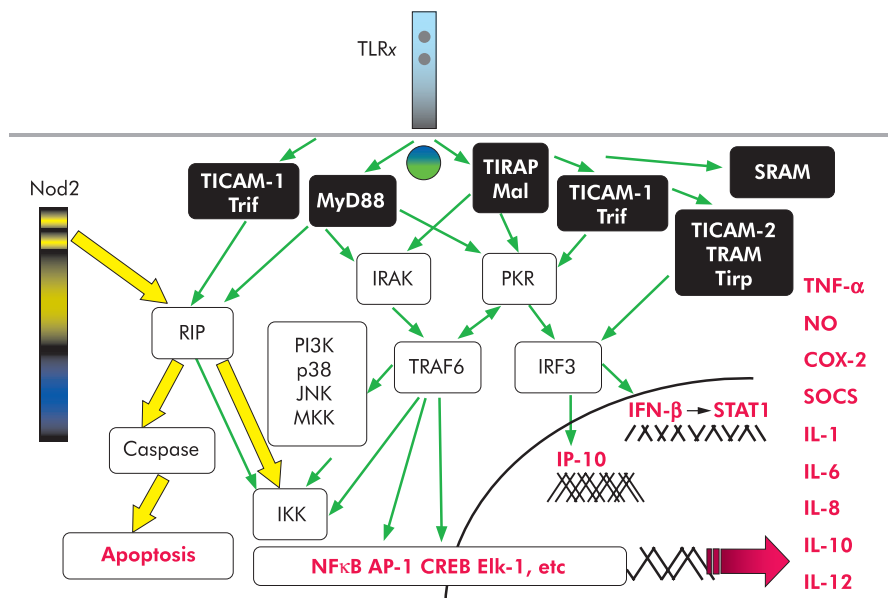 TLRx
Nod2
TICAM-1
Trif
MyD88
TIRAP
Mal
TICAM-1
Trif
SRAM
TICAM-2
TRAM
Tirp
IRAK
PKR
RIP
PI3K
p38
JNK
MKK
TRAF6
IRF3
Caspase
IKK
Apoptosis
NFκB AP-1 CREB Elk-1, etc
IFN-β → STAT1
IP-10
TNF-α
NO
COX-2
SOCS
IL-1
IL-6
IL-8
IL-10
IL-12